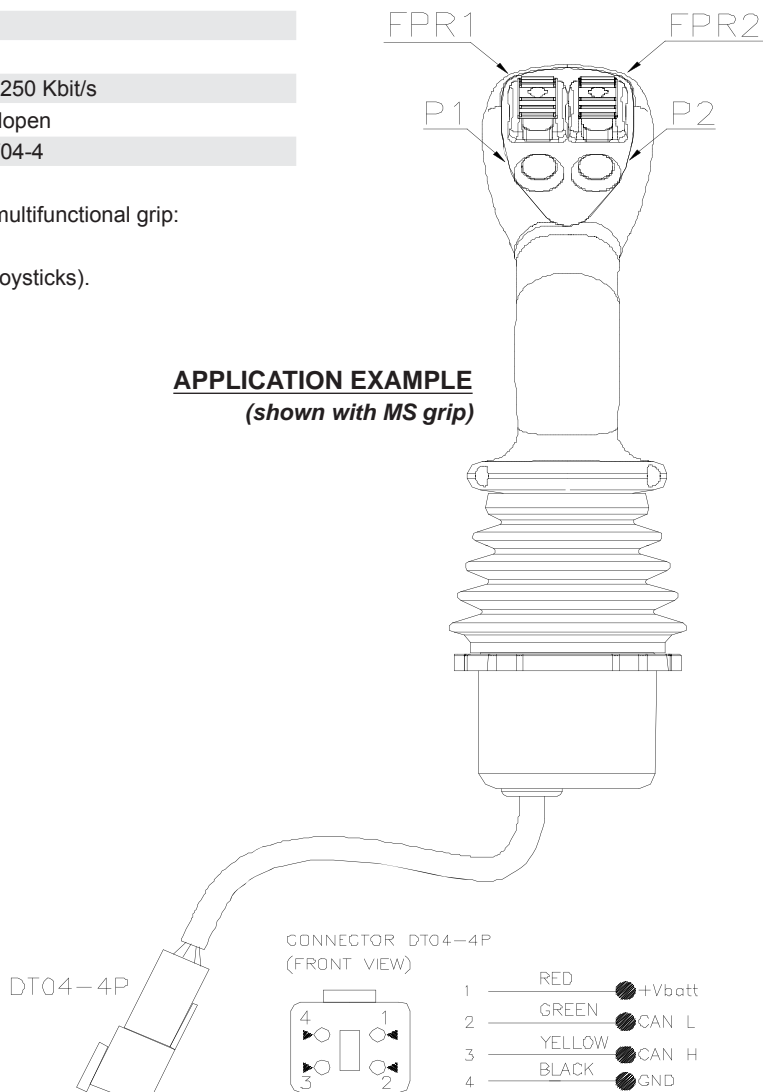 FPR1 FPR2
250 Kbit/s
P1 P2
04-4
multifunctional grip:
oysticks).
APPLICATION EXAMPLE
(shown with MS grip)
CONNECTOR DT04-4P
(FRONT VIEW)
DT04-4P
4 1
3 2
1 RED +Vbatt
2 GREEN CAN L
3 YELLOW CAN H
4 BLACK GND